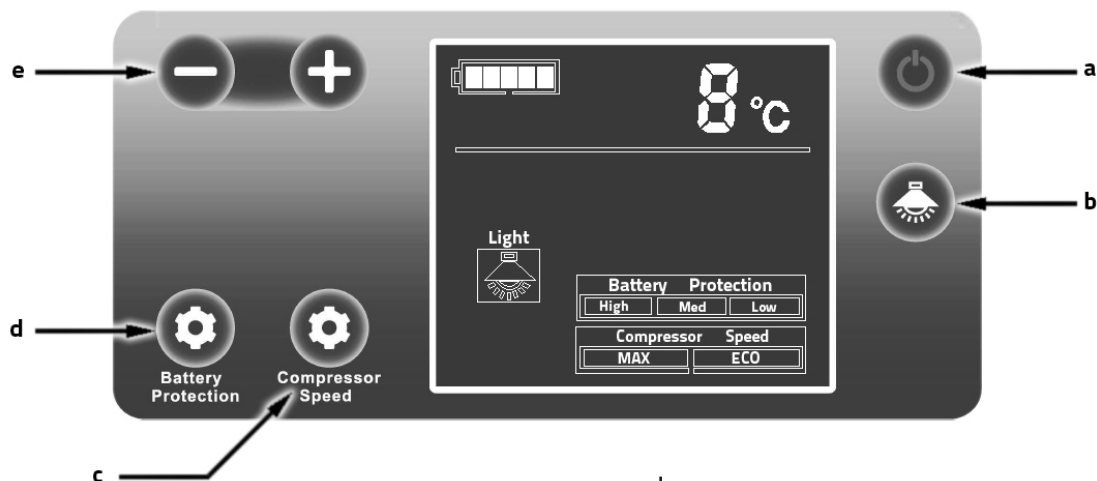 e
a
8 °C
b
Light
Battery Protection
High Med Low
d
Compressor Speed
MAX ECO
Battery
Protection
Compressor
Speed
c